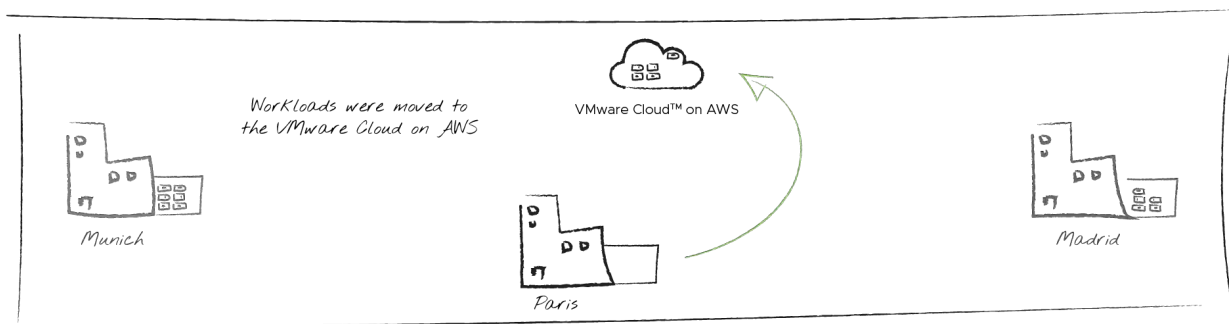 Workloads were moved to
the VMware Cloud on AWS
VMware Cloud™ on AWS
Munich
Paris
Madrid